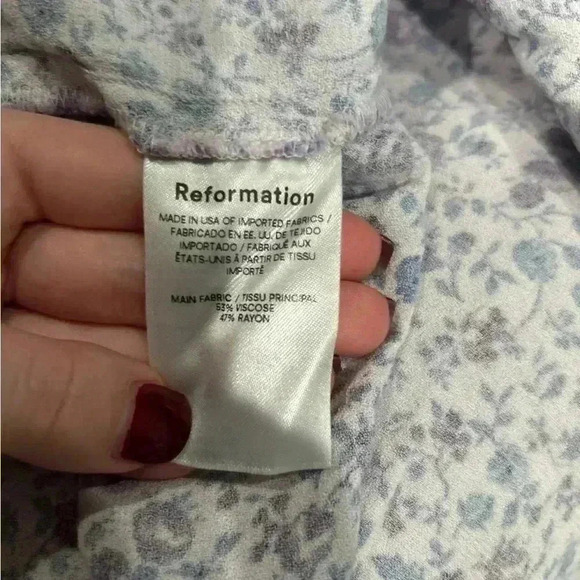 Reformation
MADE IN USA OF IMPORTED FABRICS /
FABRICADO EN EE. UU. DE TEJIDO
IMPORTADO / FABRIQUÉ AUX
ÉTATS-UNIS À PARTIR DE TISSU
IMPORTÉ
MAIN FABRIC / TISSU PRINCIPAL
53% VISCOSE
47% RAYON